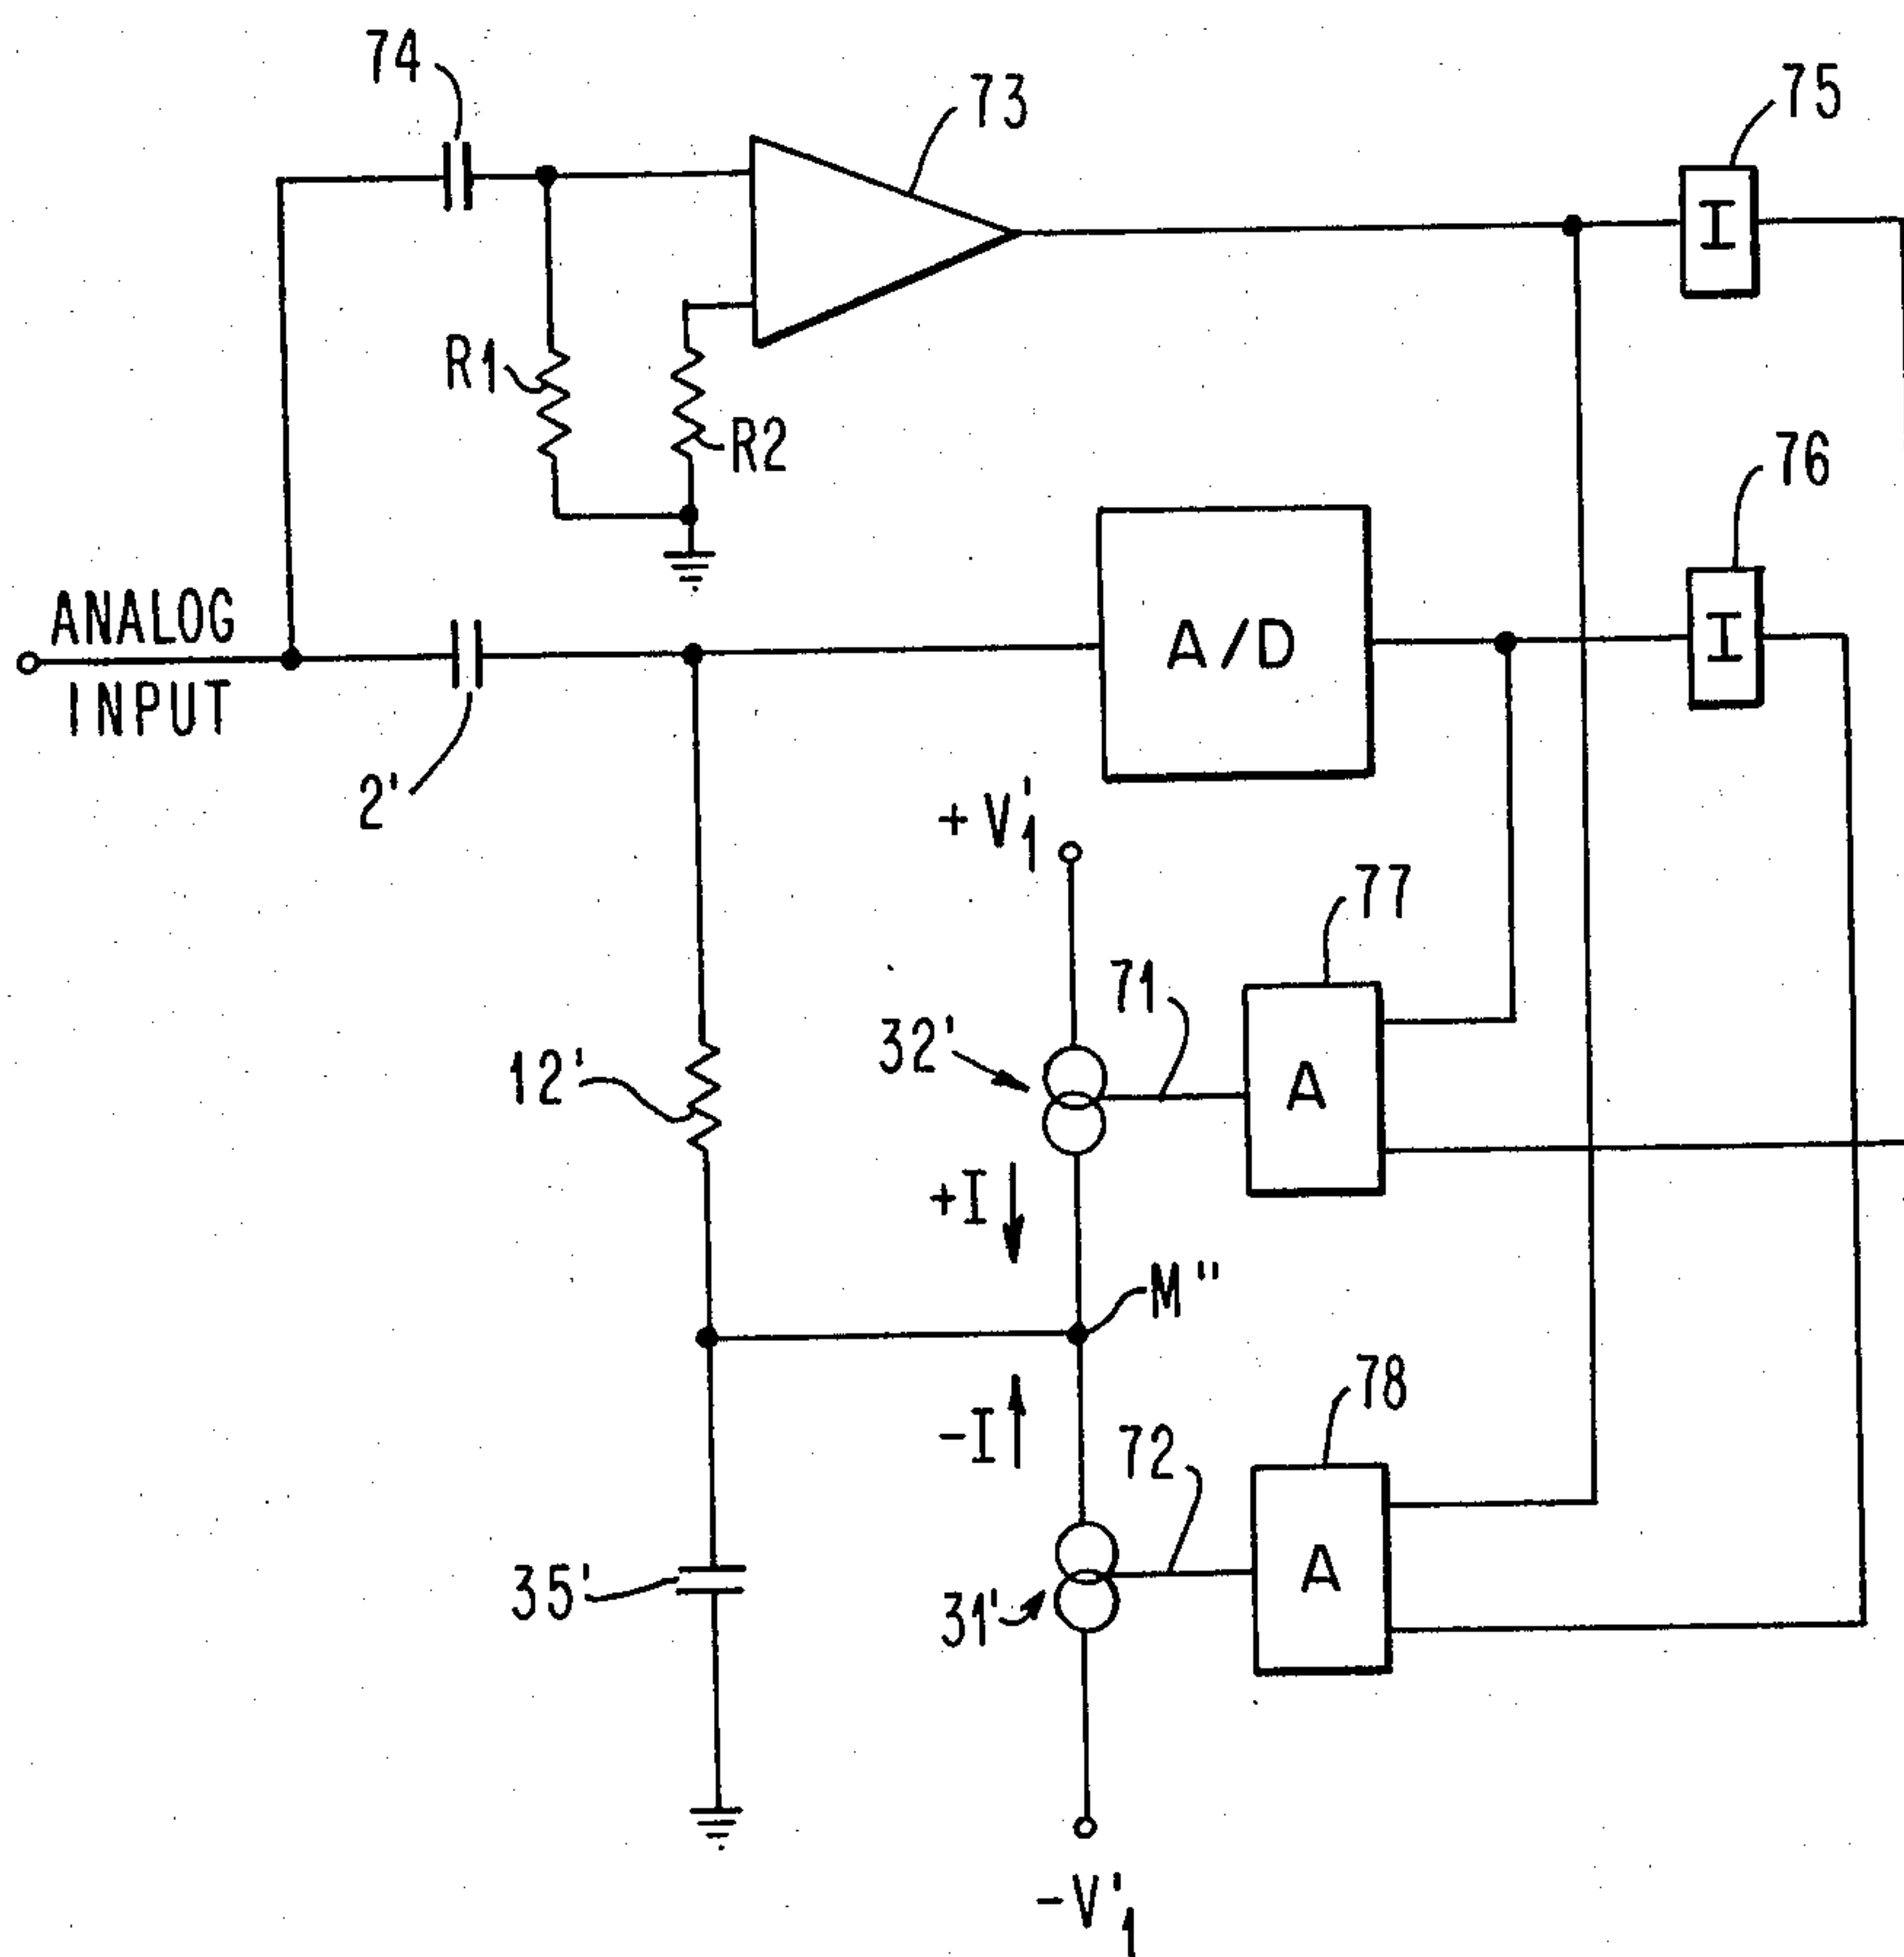 74
73
75
I
R1
R2
76
I
ANALOG
INPUT
2'
A/D
+V'1
77
71
32'
A
12'
+I
M"
78
-I
72
35'
31'
A
-V'1